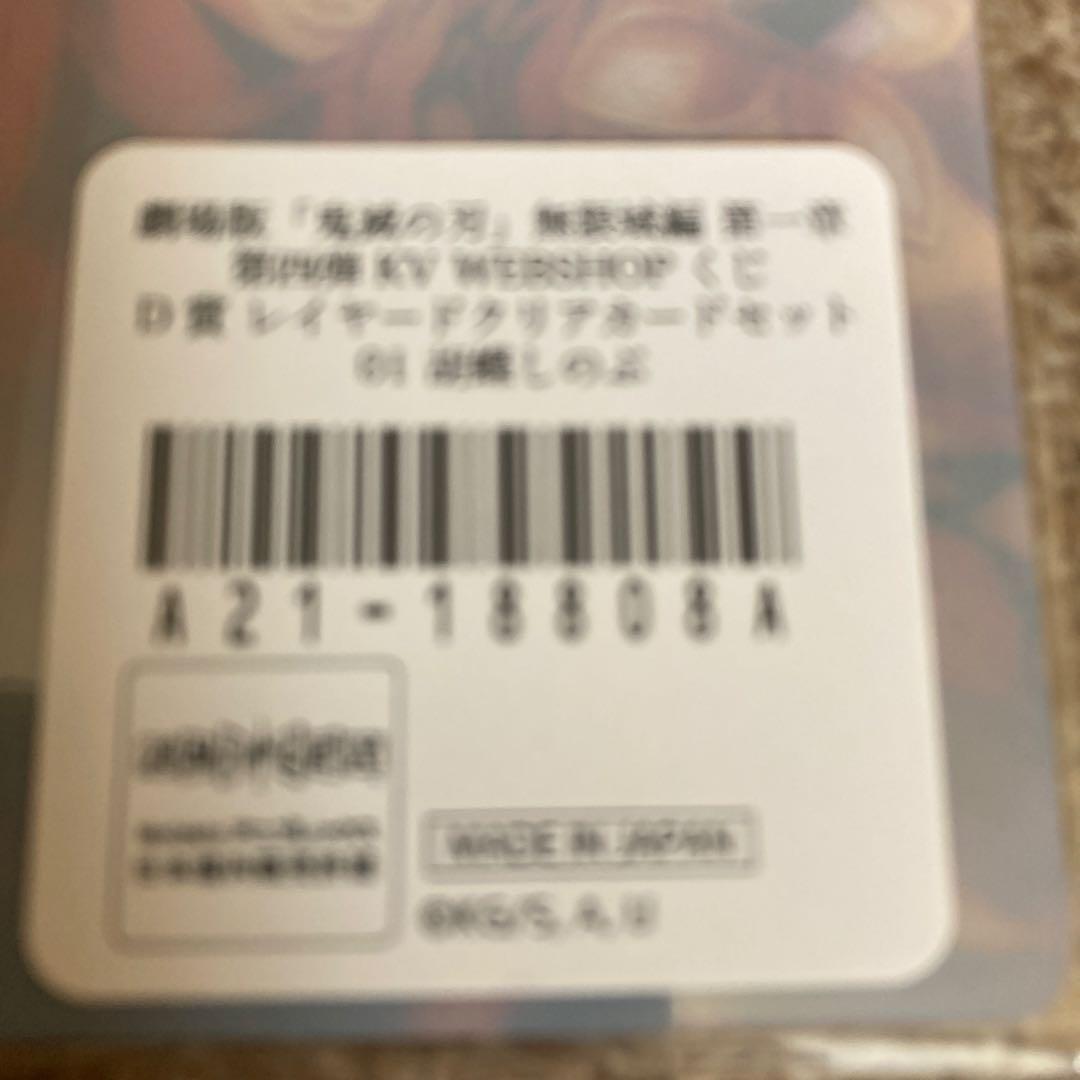 劇場版「鬼滅の刃」無限城編 第一章
第四弾 KV WEBSHOP くじ
D賞 レイヤードクリアカードセット
01 胡蝶しのぶ
A21-18808A
MADE IN JAPAN
©KG/S,A,U